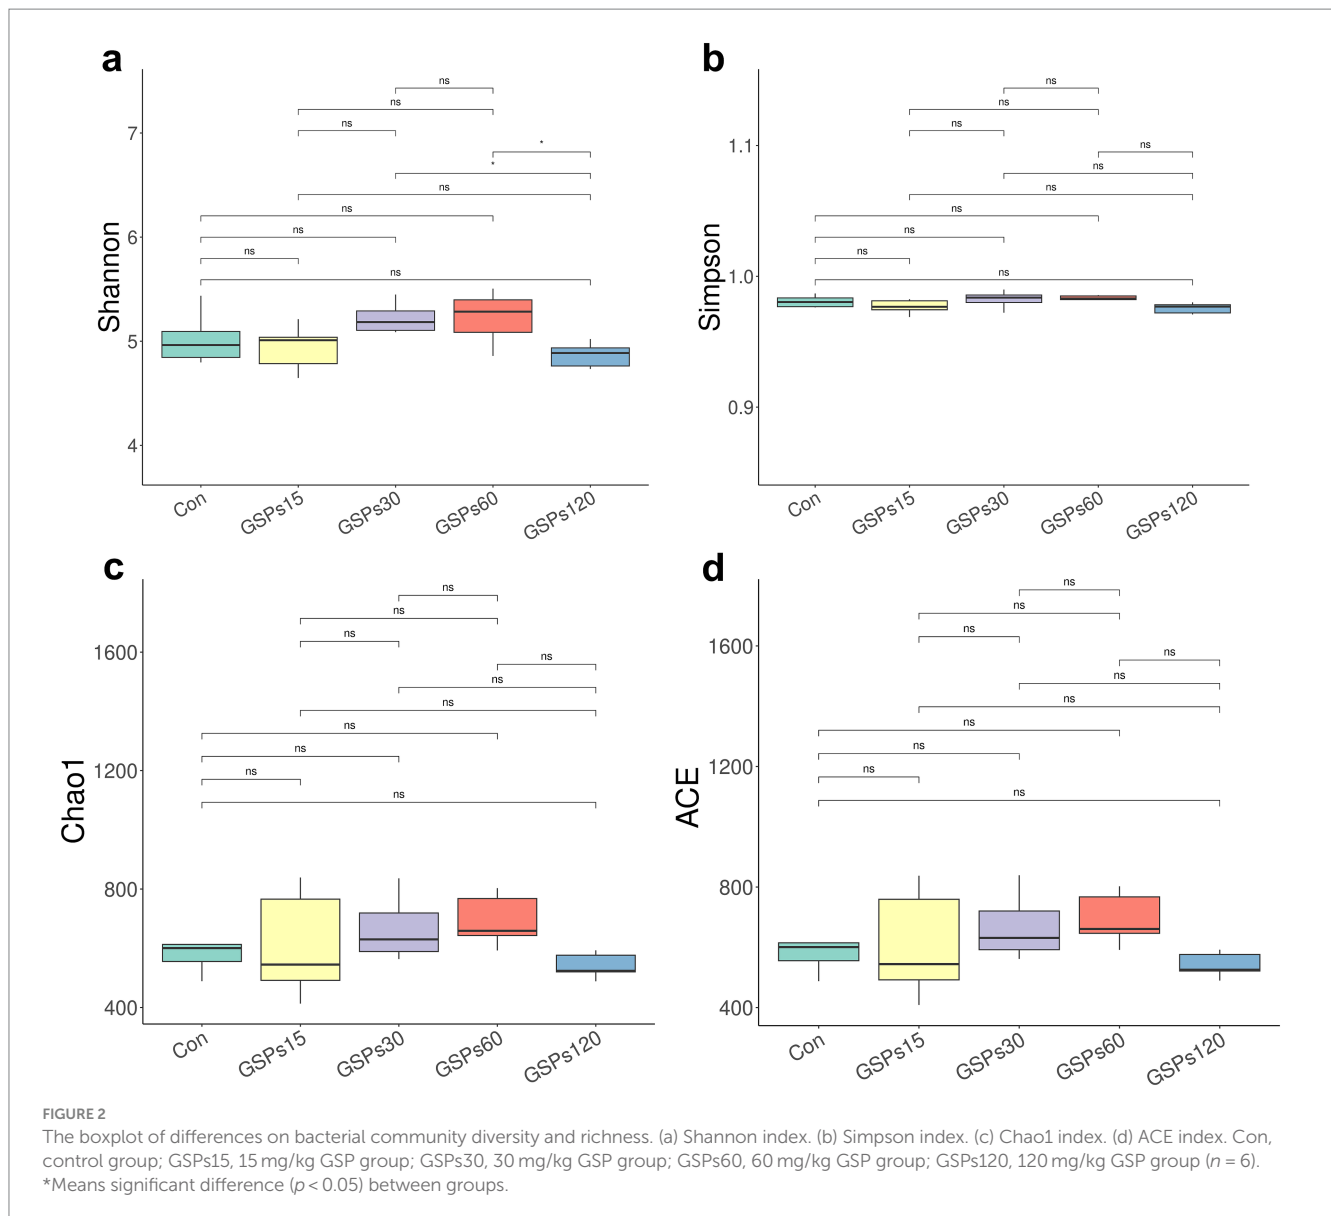 a
Shannon
7
6
5
4
ns
ns
ns
*
*
ns
ns
ns
ns
ns
Con
GSPs15
GSPs30
GSPs60
GSPs120
b
Simpson
1.1
1.0
0.9
ns
ns
ns
ns
ns
ns
ns
ns
ns
ns
Con
GSPs15
GSPs30
GSPs60
GSPs120
c
Chao1
1600
1200
800
400
ns
ns
ns
ns
ns
ns
ns
ns
ns
ns
Con
GSPs15
GSPs30
GSPs60
GSPs120
d
ACE
1600
1200
800
400
ns
ns
ns
ns
ns
ns
ns
ns
ns
ns
Con
GSPs15
GSPs30
GSPs60
GSPs120
FIGURE 2
The boxplot of differences on bacterial community diversity and richness. (a) Shannon index. (b) Simpson index. (c) Chao1 index. (d) ACE index. Con,
control group; GSPs15, 15 mg/kg GSP group; GSPs30, 30 mg/kg GSP group; GSPs60, 60 mg/kg GSP group; GSPs120, 120 mg/kg GSP group (n = 6).
*Means significant difference (p < 0.05) between groups.